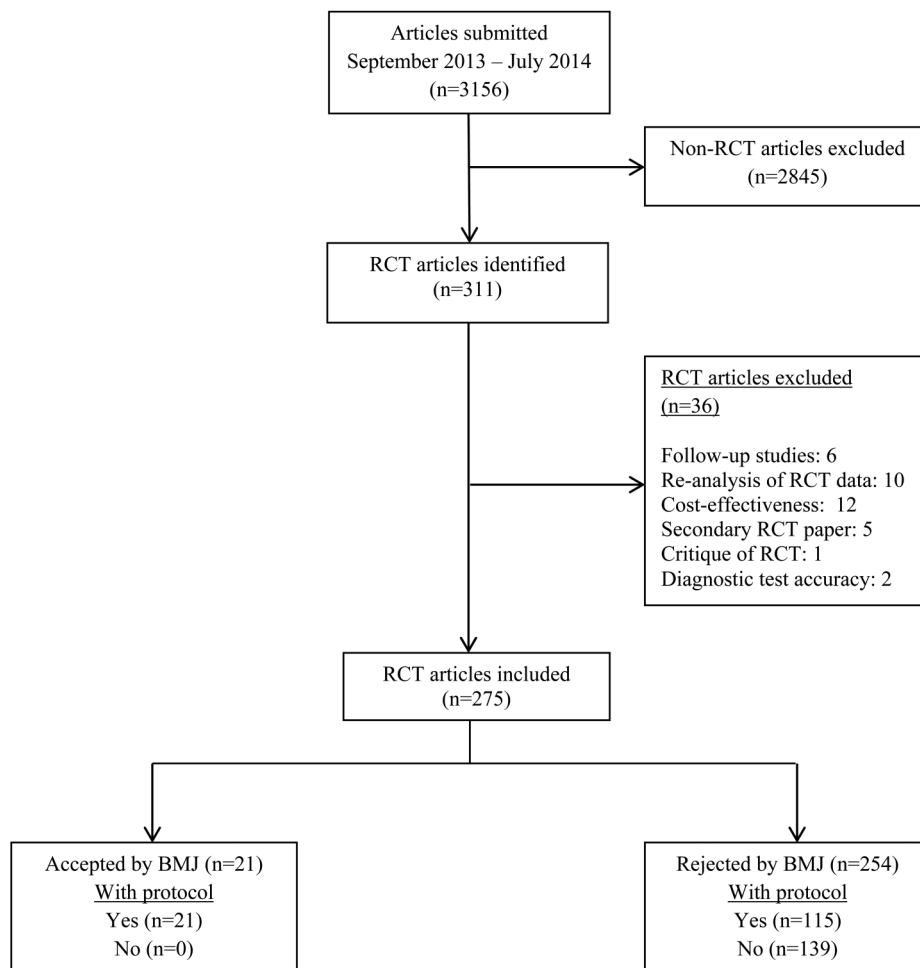 Articles submitted
September 2013 – July 2014
(n=3156)
Non-RCT articles excluded
(n=2845)
RCT articles identified
(n=311)
RCT articles excluded
(n=36)
Follow-up studies: 6
Re-analysis of RCT data: 10
Cost-effectiveness: 12
Secondary RCT paper: 5
Critique of RCT: 1
Diagnostic test accuracy: 2
RCT articles included
(n=275)
Accepted by BMJ (n=21)
With protocol
Yes (n=21)
No (n=0)
Rejected by BMJ (n=254)
With protocol
Yes (n=115)
No (n=139)